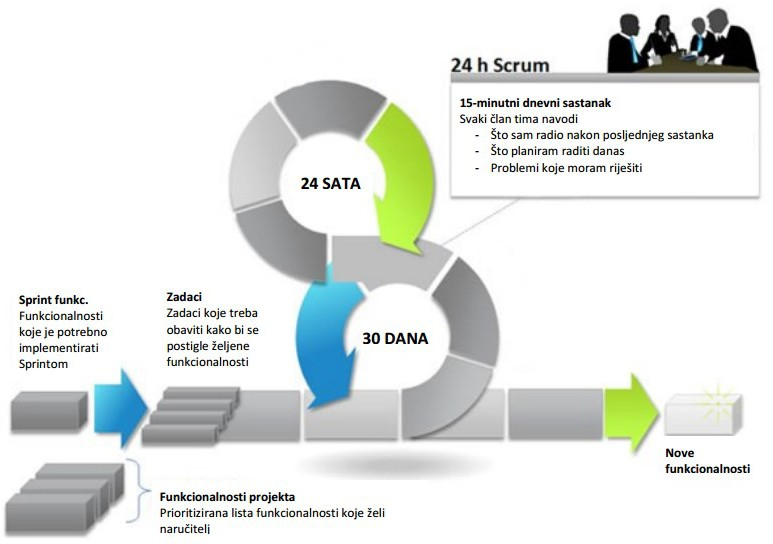 24 h Scrum
15-minutni dnevni sastanak
Svaki član tima navodi
- Što sam radio nakon posljednjeg sastanka
- Što planiram raditi danas
- Problemi koje moram riješiti
24 SATA
30 DANA
Sprint funkc.
Funkcionalnosti
koje je potrebno
implementirati
Sprintom
Zadaci
Zadaci koje treba
obaviti kako bi se
postigle željene
funkcionalnosti
Nove
funkcionalnosti
Funkcionalnosti projekta
Prioritizirana lista funkcionalnosti koje želi
naručitelj